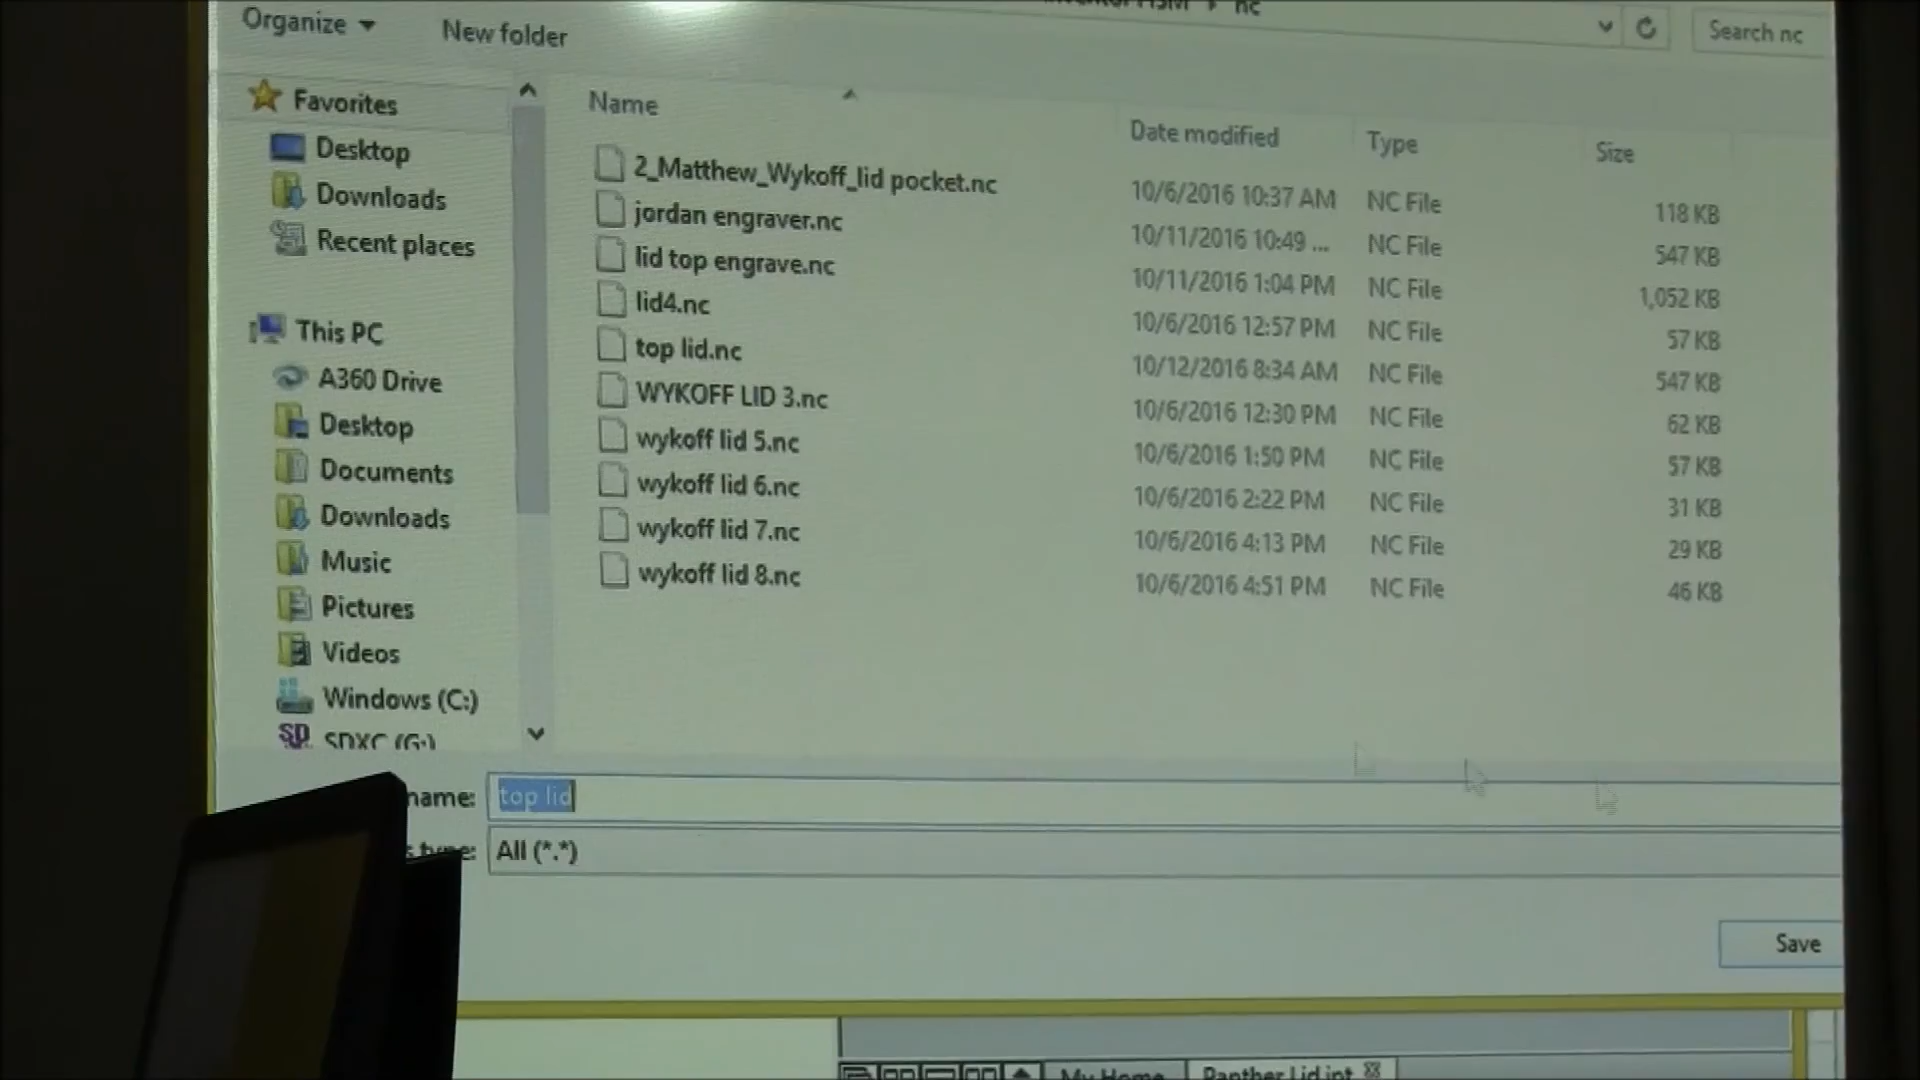 nc
Organize
New folder
Search nc
Favorites
Desktop
Downloads
Recent places
This PC
A360 Drive
Desktop
Documents
Downloads
Music
Pictures
Videos
Windows (C:)
SDXC (G:)
Name Date modified Type Size
2_Matthew_Wykoff_lid pocket.nc 10/6/2016 10:37 AM NC File 118 KB
jordan engraver.nc 10/11/2016 10:49 ... NC File 547 KB
lid top engrave.nc 10/11/2016 1:04 PM NC File 1,052 KB
lid4.nc 10/6/2016 12:57 PM NC File 57 KB
top lid.nc 10/12/2016 8:34 AM NC File 547 KB
WYKOFF LID 3.nc 10/6/2016 12:30 PM NC File 62 KB
wykoff lid 5.nc 10/6/2016 1:50 PM NC File 57 KB
wykoff lid 6.nc 10/6/2016 2:22 PM NC File 31 KB
wykoff lid 7.nc 10/6/2016 4:13 PM NC File 29 KB
wykoff lid 8.nc 10/6/2016 4:51 PM NC File 46 KB
name: top lid
type: All (*.*)
Save
My Home
Panther Lid.ipt